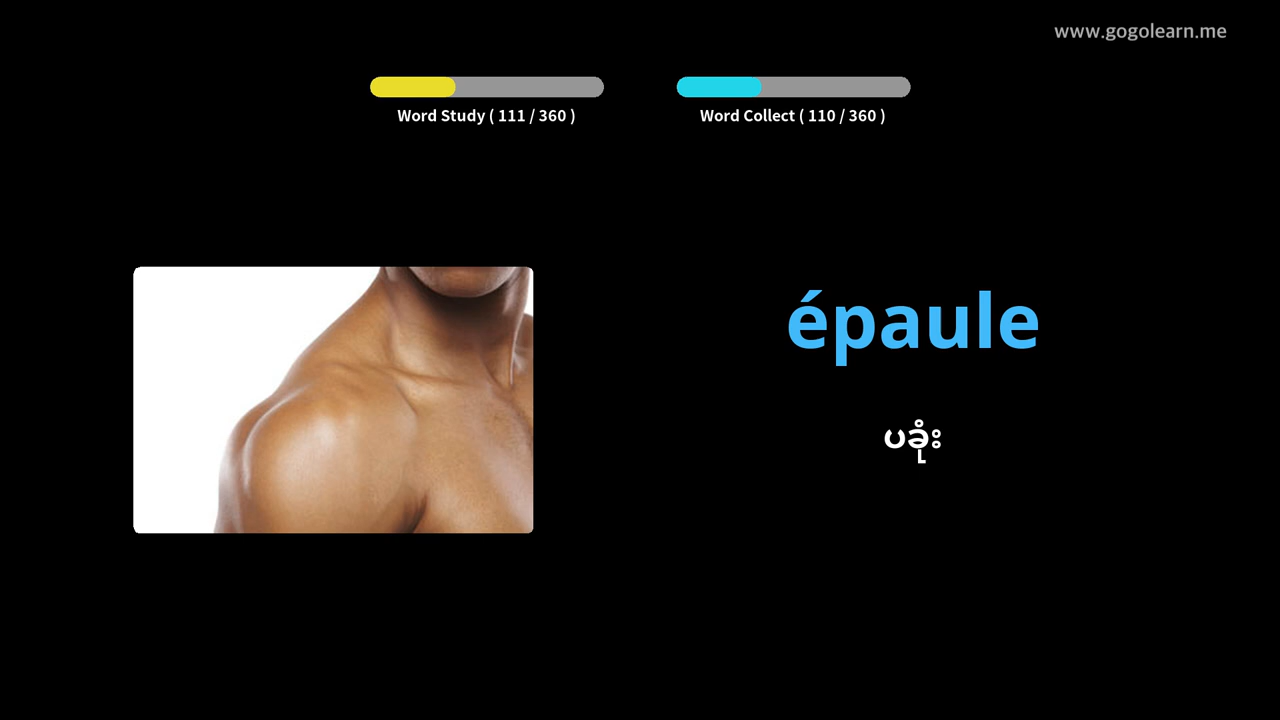 www.gogolearn.me
Word Study ( 111 / 360 )
Word Collect ( 110 / 360 )
épaule
ပခုံး